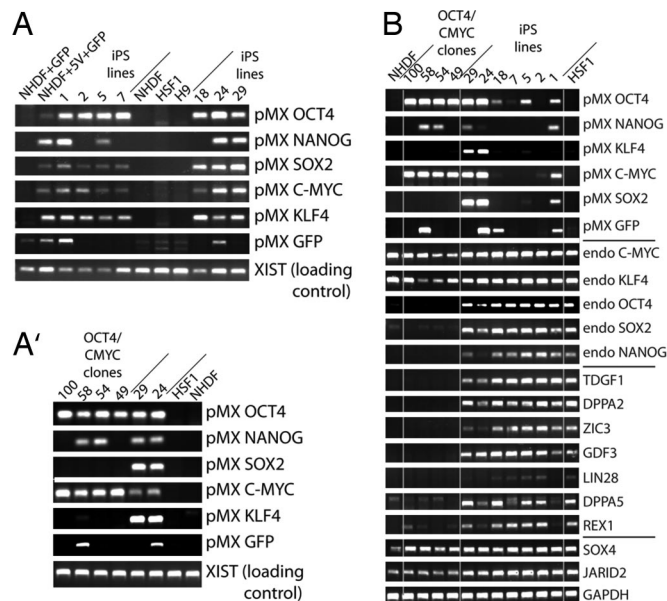 A
NHDF+GFP
NHDF+5V+GFP
iPS lines
1 2 5 7
NHDF
HSF1
H9
iPS lines
18 24 29
pMX OCT4
pMX NANOG
pMX SOX2
pMX C-MYC
pMX KLF4
pMX GFP
XIST (loading control)
A'
OCT4/
CMYC
clones
100 58 54 49 29 24 HSF1 NHDF
pMX OCT4
pMX NANOG
pMX SOX2
pMX C-MYC
pMX KLF4
pMX GFP
XIST (loading control)
B
OCT4/
CMYC
clones
iPS
lines
NHDF 100 58 54 49 29 24 18 7 5 2 1 HSF1
pMX OCT4
pMX NANOG
pMX KLF4
pMX C-MYC
pMX SOX2
pMX GFP
endo C-MYC
endo KLF4
endo OCT4
endo SOX2
endo NANOG
TDGF1
DPPA2
ZIC3
GDF3
LIN28
DPPA5
REX1
SOX4
JARID2
GAPDH